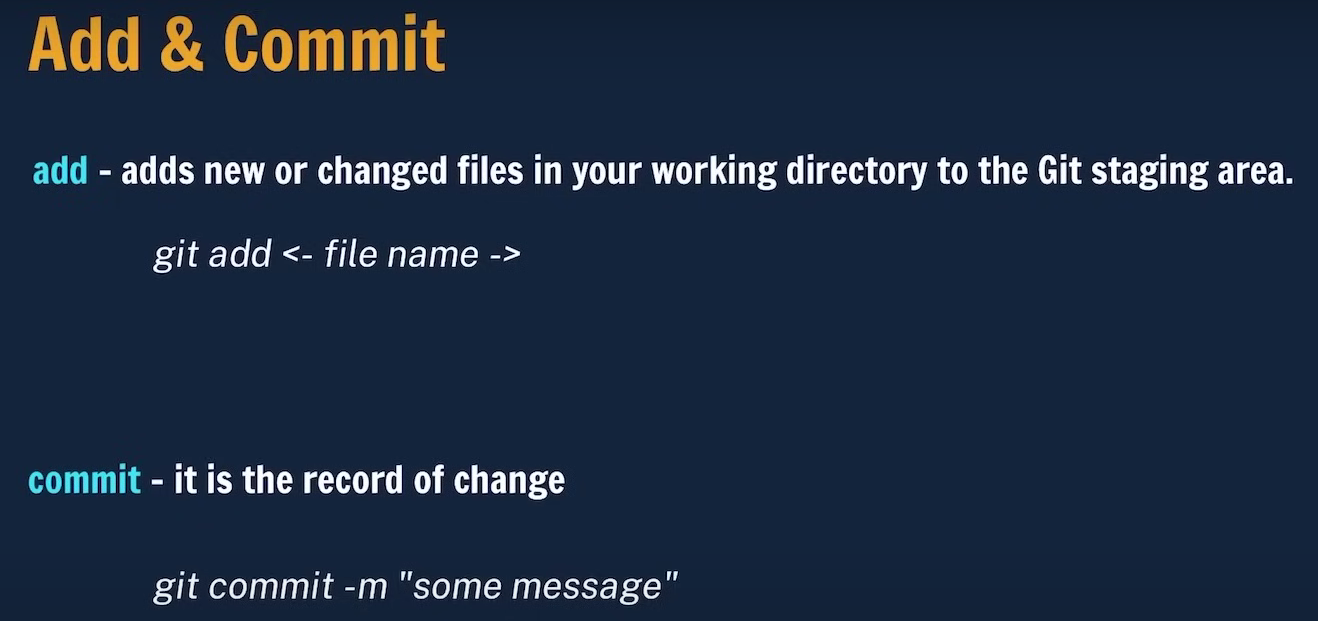 Add & Commit
add - adds new or changed files in your working directory to the Git staging area.
git add <- file name ->
commit - it is the record of change
git commit -m "some message"